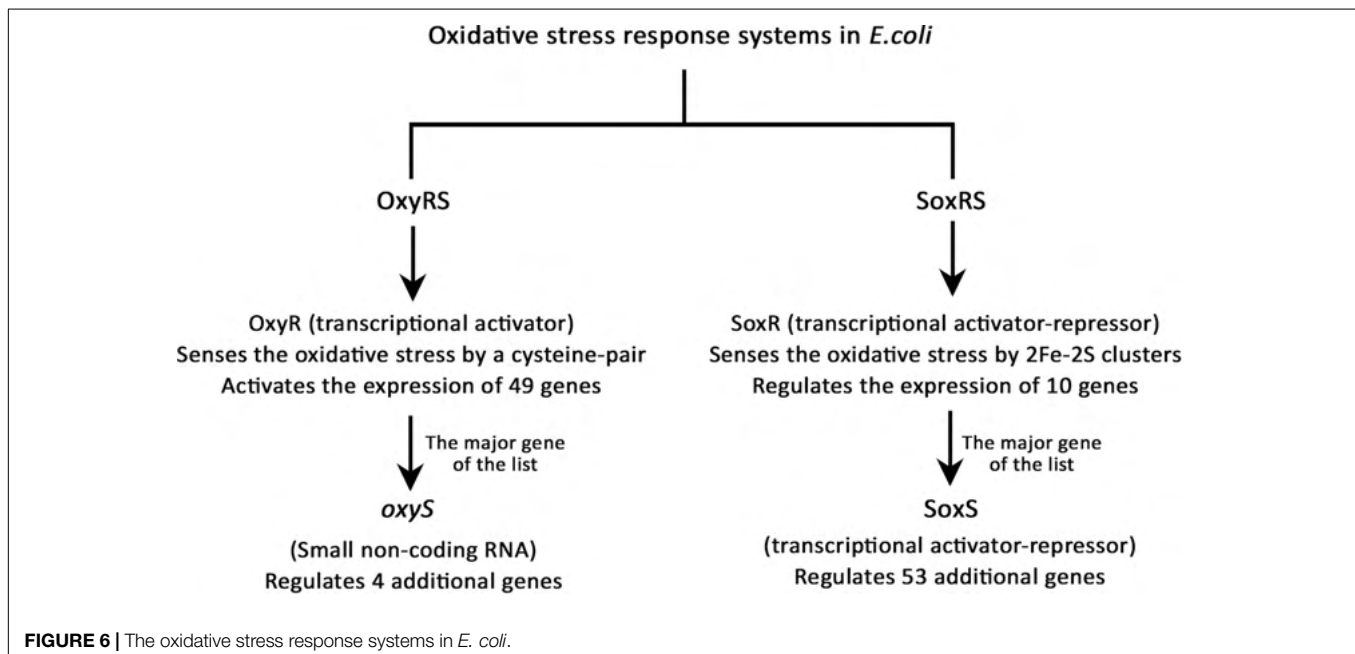 Oxidative stress response systems in E.coli
OxyRS
OxyR (transcriptional activator)
Senses the oxidative stress by a cysteine-pair
Activates the expression of 49 genes
The major gene
of the list
oxyS
(Small non-coding RNA)
Regulates 4 additional genes
SoxRS
SoxR (transcriptional activator-repressor)
Senses the oxidative stress by 2Fe-2S clusters
Regulates the expression of 10 genes
The major gene
of the list
SoxS
(transcriptional activator-repressor)
Regulates 53 additional genes
FIGURE 6 | The oxidative stress response systems in E. coli.